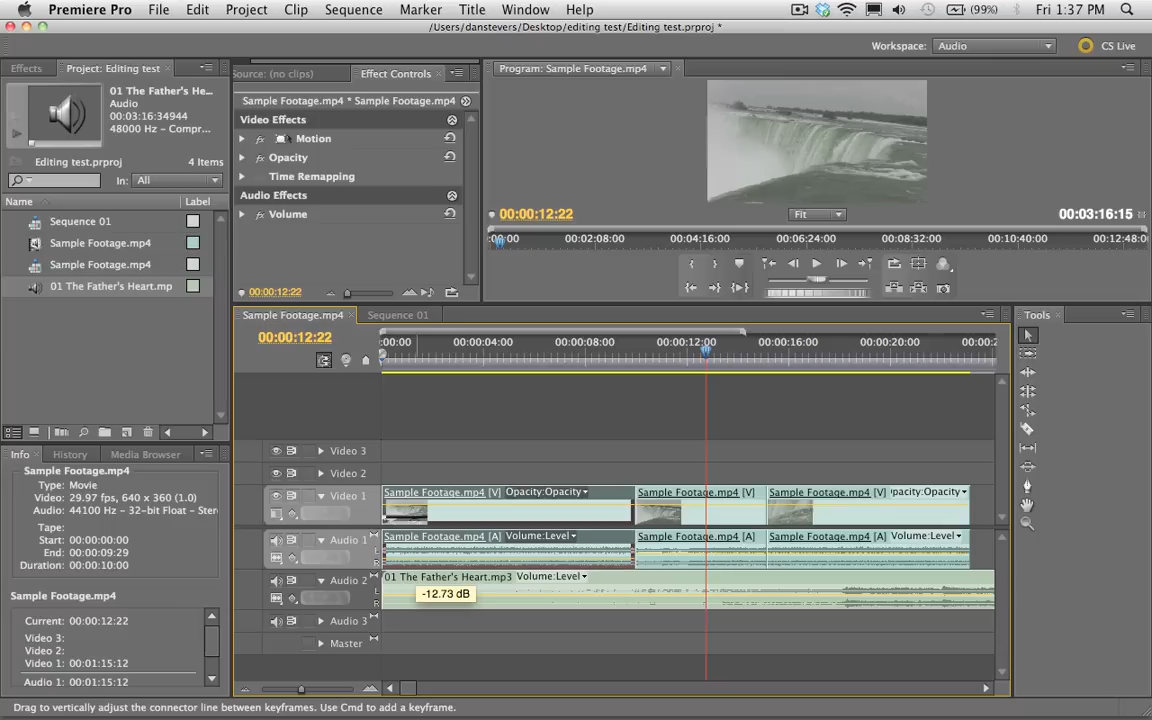 Premiere Pro File Edit Project Clip Sequence Marker Title Window Help (99%) Fri 1:37 PM
/Users/danstevers/Desktop/editing test/Editing test.prproj *
Workspace: Audio CS Live
Effects Project: Editing test Source: (no clips) Effect Controls Program: Sample Footage.mp4
01 The Father's He...
Audio
00:03:16:34944
48000 Hz - Compr...
Editing test.prproj 4 Items
In: All
Name Label
Sequence 01
Sample Footage.mp4
Sample Footage.mp4
01 The Father's Heart.mp
Sample Footage.mp4 * Sample Footage.mp4
Video Effects
fx Motion
fx Opacity
Time Remapping
Audio Effects
fx Volume
00:00:12:22
00:00:12:22 Fit 00:03:16:15
:00:00 00:02:08:00 00:04:16:00 00:06:24:00 00:08:32:00 00:10:40:00 00:12:48:00
Sample Footage.mp4 Sequence 01 Tools
00:00:12:22
:00:00 00:00:04:00 00:00:08:00 00:00:12:00 00:00:16:00 00:00:20:00 00:00:2
Video 3
Video 2
Video 1 Sample Footage.mp4 [V] Opacity:Opacity Sample Footage.mp4 [V] Sample Footage.mp4 [V] pacity:Opacity
Audio 1 Sample Footage.mp4 [A] Volume:Level Sample Footage.mp4 [A] Sample Footage.mp4 [A] Volume:Level
L
R
Audio 2 01 The Father's Heart.mp3 Volume:Level
L
R
-12.73 dB
Audio 3
Master
Info History Media Browser
Sample Footage.mp4
Type: Movie
Video: 29.97 fps, 640 x 360 (1.0)
Audio: 44100 Hz - 32-bit Float - Stere
Tape:
Start: 00:00:00:00
End: 00:00:09:29
Duration: 00:00:10:00
Sample Footage.mp4
Current: 00:00:12:22
Video 3:
Video 2:
Video 1: 00:01:15:12
Audio 1: 00:01:15:12
Drag to vertically adjust the connector line between keyframes. Use Cmd to add a keyframe.